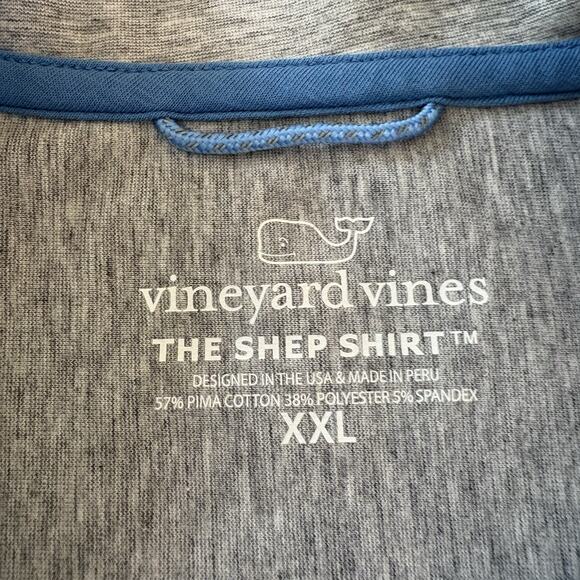 vineyard vines
THE SHEP SHIRT™
DESIGNED IN THE USA & MADE IN PERU
57% PIMA COTTON 38% POLYESTER 5% SPANDEX
XXL